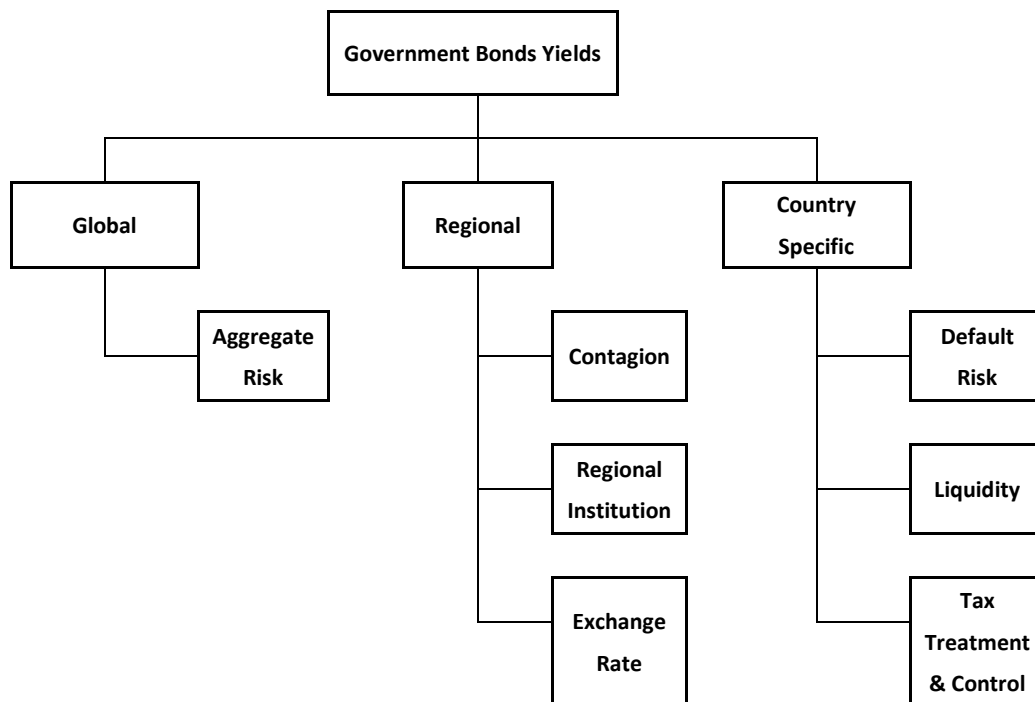 Government Bonds Yields
Global
Regional
Country
Specific
Aggregate
Risk
Contagion
Default
Risk
Regional
Institution
Liquidity
Exchange
Rate
Tax
Treatment
& Control